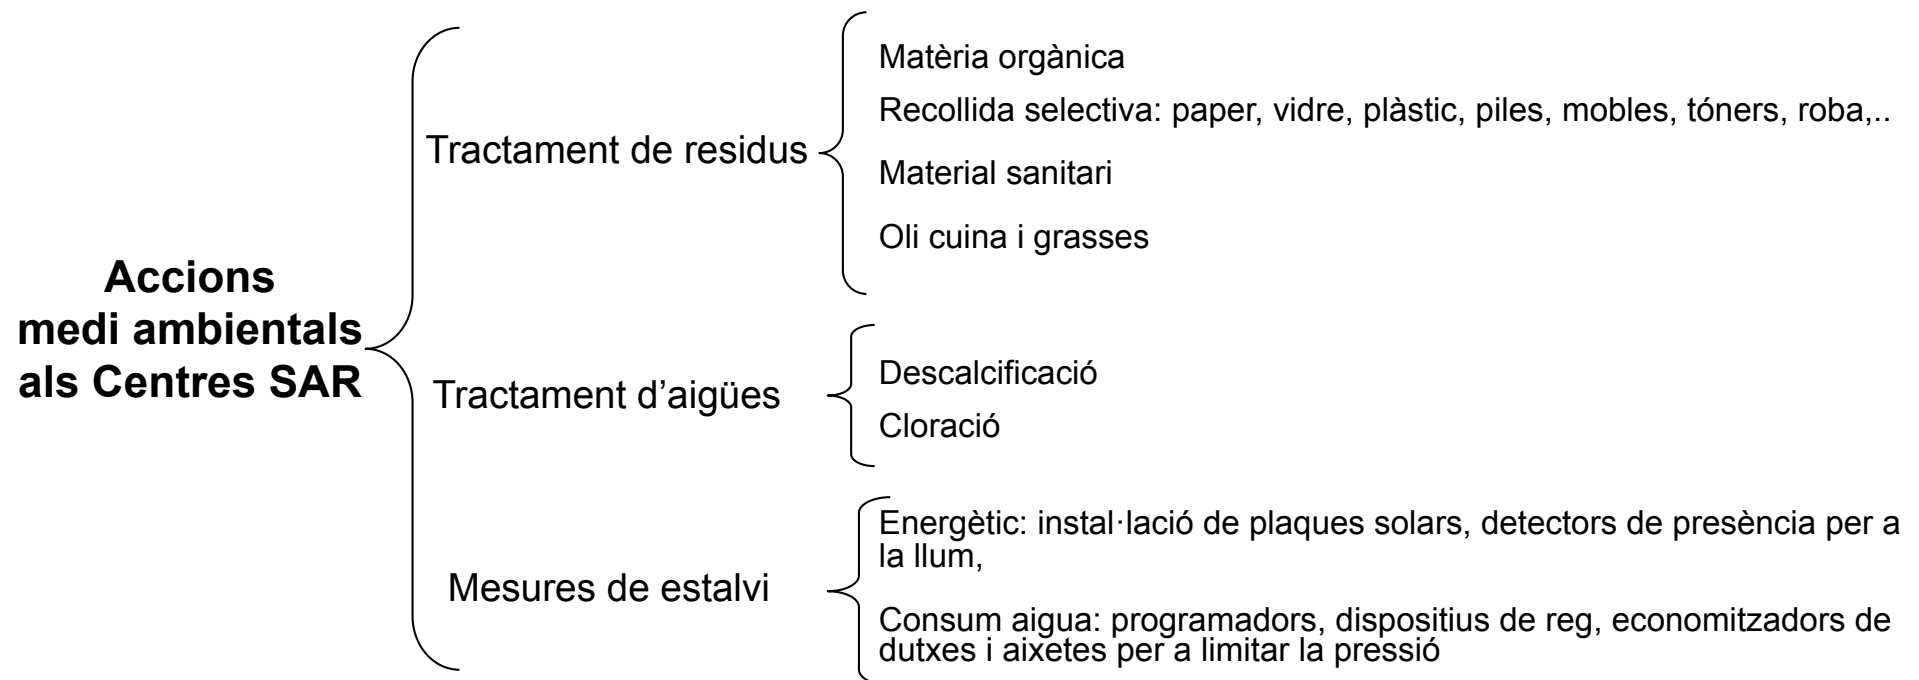 Accions
medi ambientals
als Centres SAR
Tractament de residus
Matèria orgànica
Recollida selectiva: paper, vidre, plàstic, piles, mobles, tóners, roba,..
Material sanitari
Oli cuina i grasses
Tractament d’aigües
Descalcificació
Cloració
Mesures de estalvi
Energètic: instal·lació de plaques solars, detectors de presència per a
la llum,
Consum aigua: programadors, dispositius de reg, economitzadors de
dutxes i aixetes per a limitar la pressió